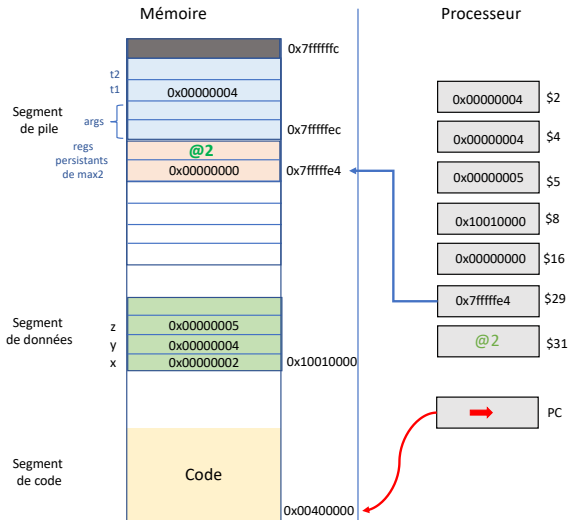 Mémoire
Processeur
0x7ffffffc
t2
t1
0x00000004
args
Segment
de pile
0x7fffffec
regs
persistants
de max2
@2
0x00000000
0x7fffffe4
0x00000004
$2
0x00000004
$4
0x00000005
$5
0x10010000
$8
0x00000000
$16
0x7fffffe4
$29
@2
$31
Segment
de données
z
0x00000005
y
0x00000004
x
0x00000002
0x10010000
PC
Segment
de code
Code
0x00400000